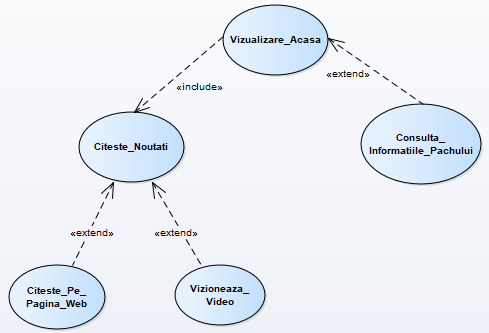 Vizualizare_Acasa
«extend»
«include»
Citeste_Noutati
Consulta_
Informatiile_Pachului
«extend»
«extend»
Citeste_Pe_
Pagina_Web
Vizioneaza_
Video